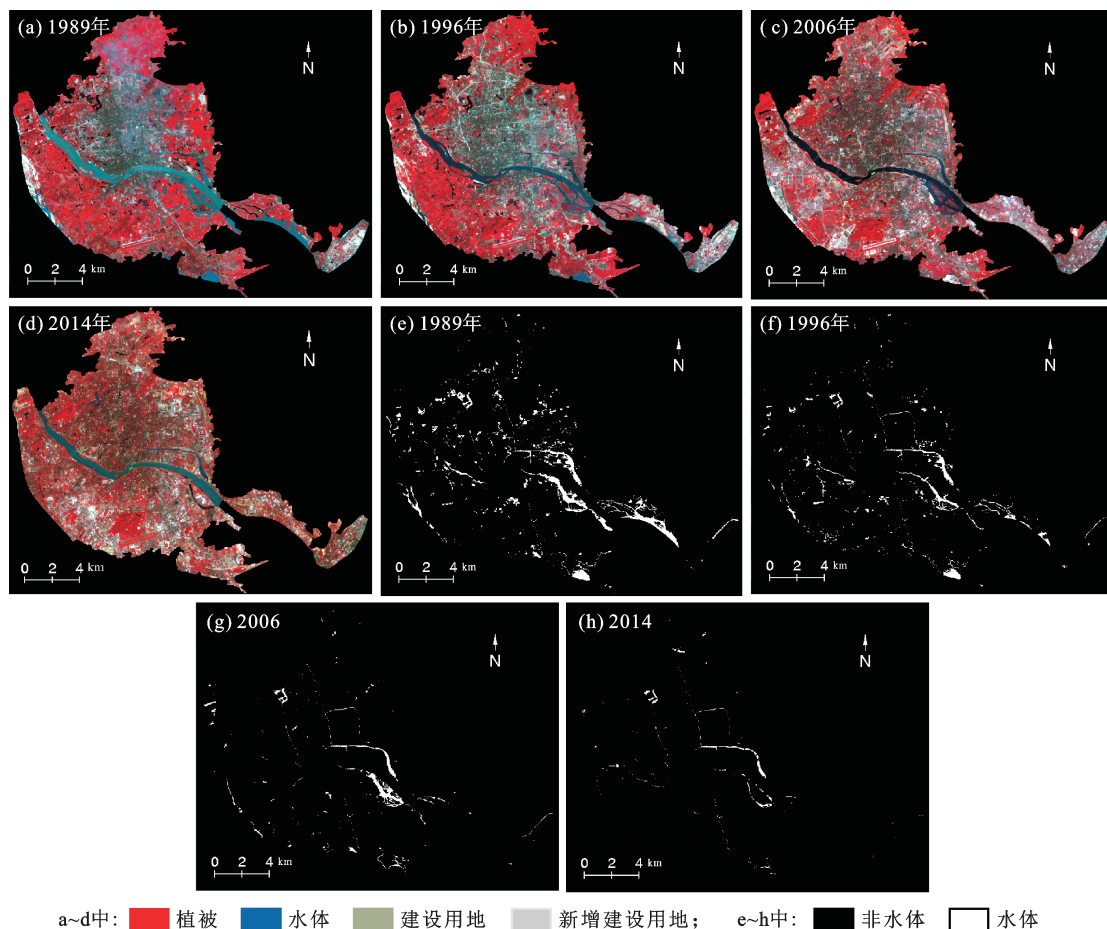 (a) 1989年
N
0 2 4 km
(b) 1996年
N
0 2 4 km
(c) 2006年
N
0 2 4 km
(d) 2014年
N
0 2 4 km
(e) 1989年
N
0 2 4 km
(f) 1996年
N
0 2 4 km
(g) 2006
N
0 2 4 km
(h) 2014
N
0 2 4 km
a~d中: 植被 水体 建设用地 新增建设用地; e~h中: 非水体 水体